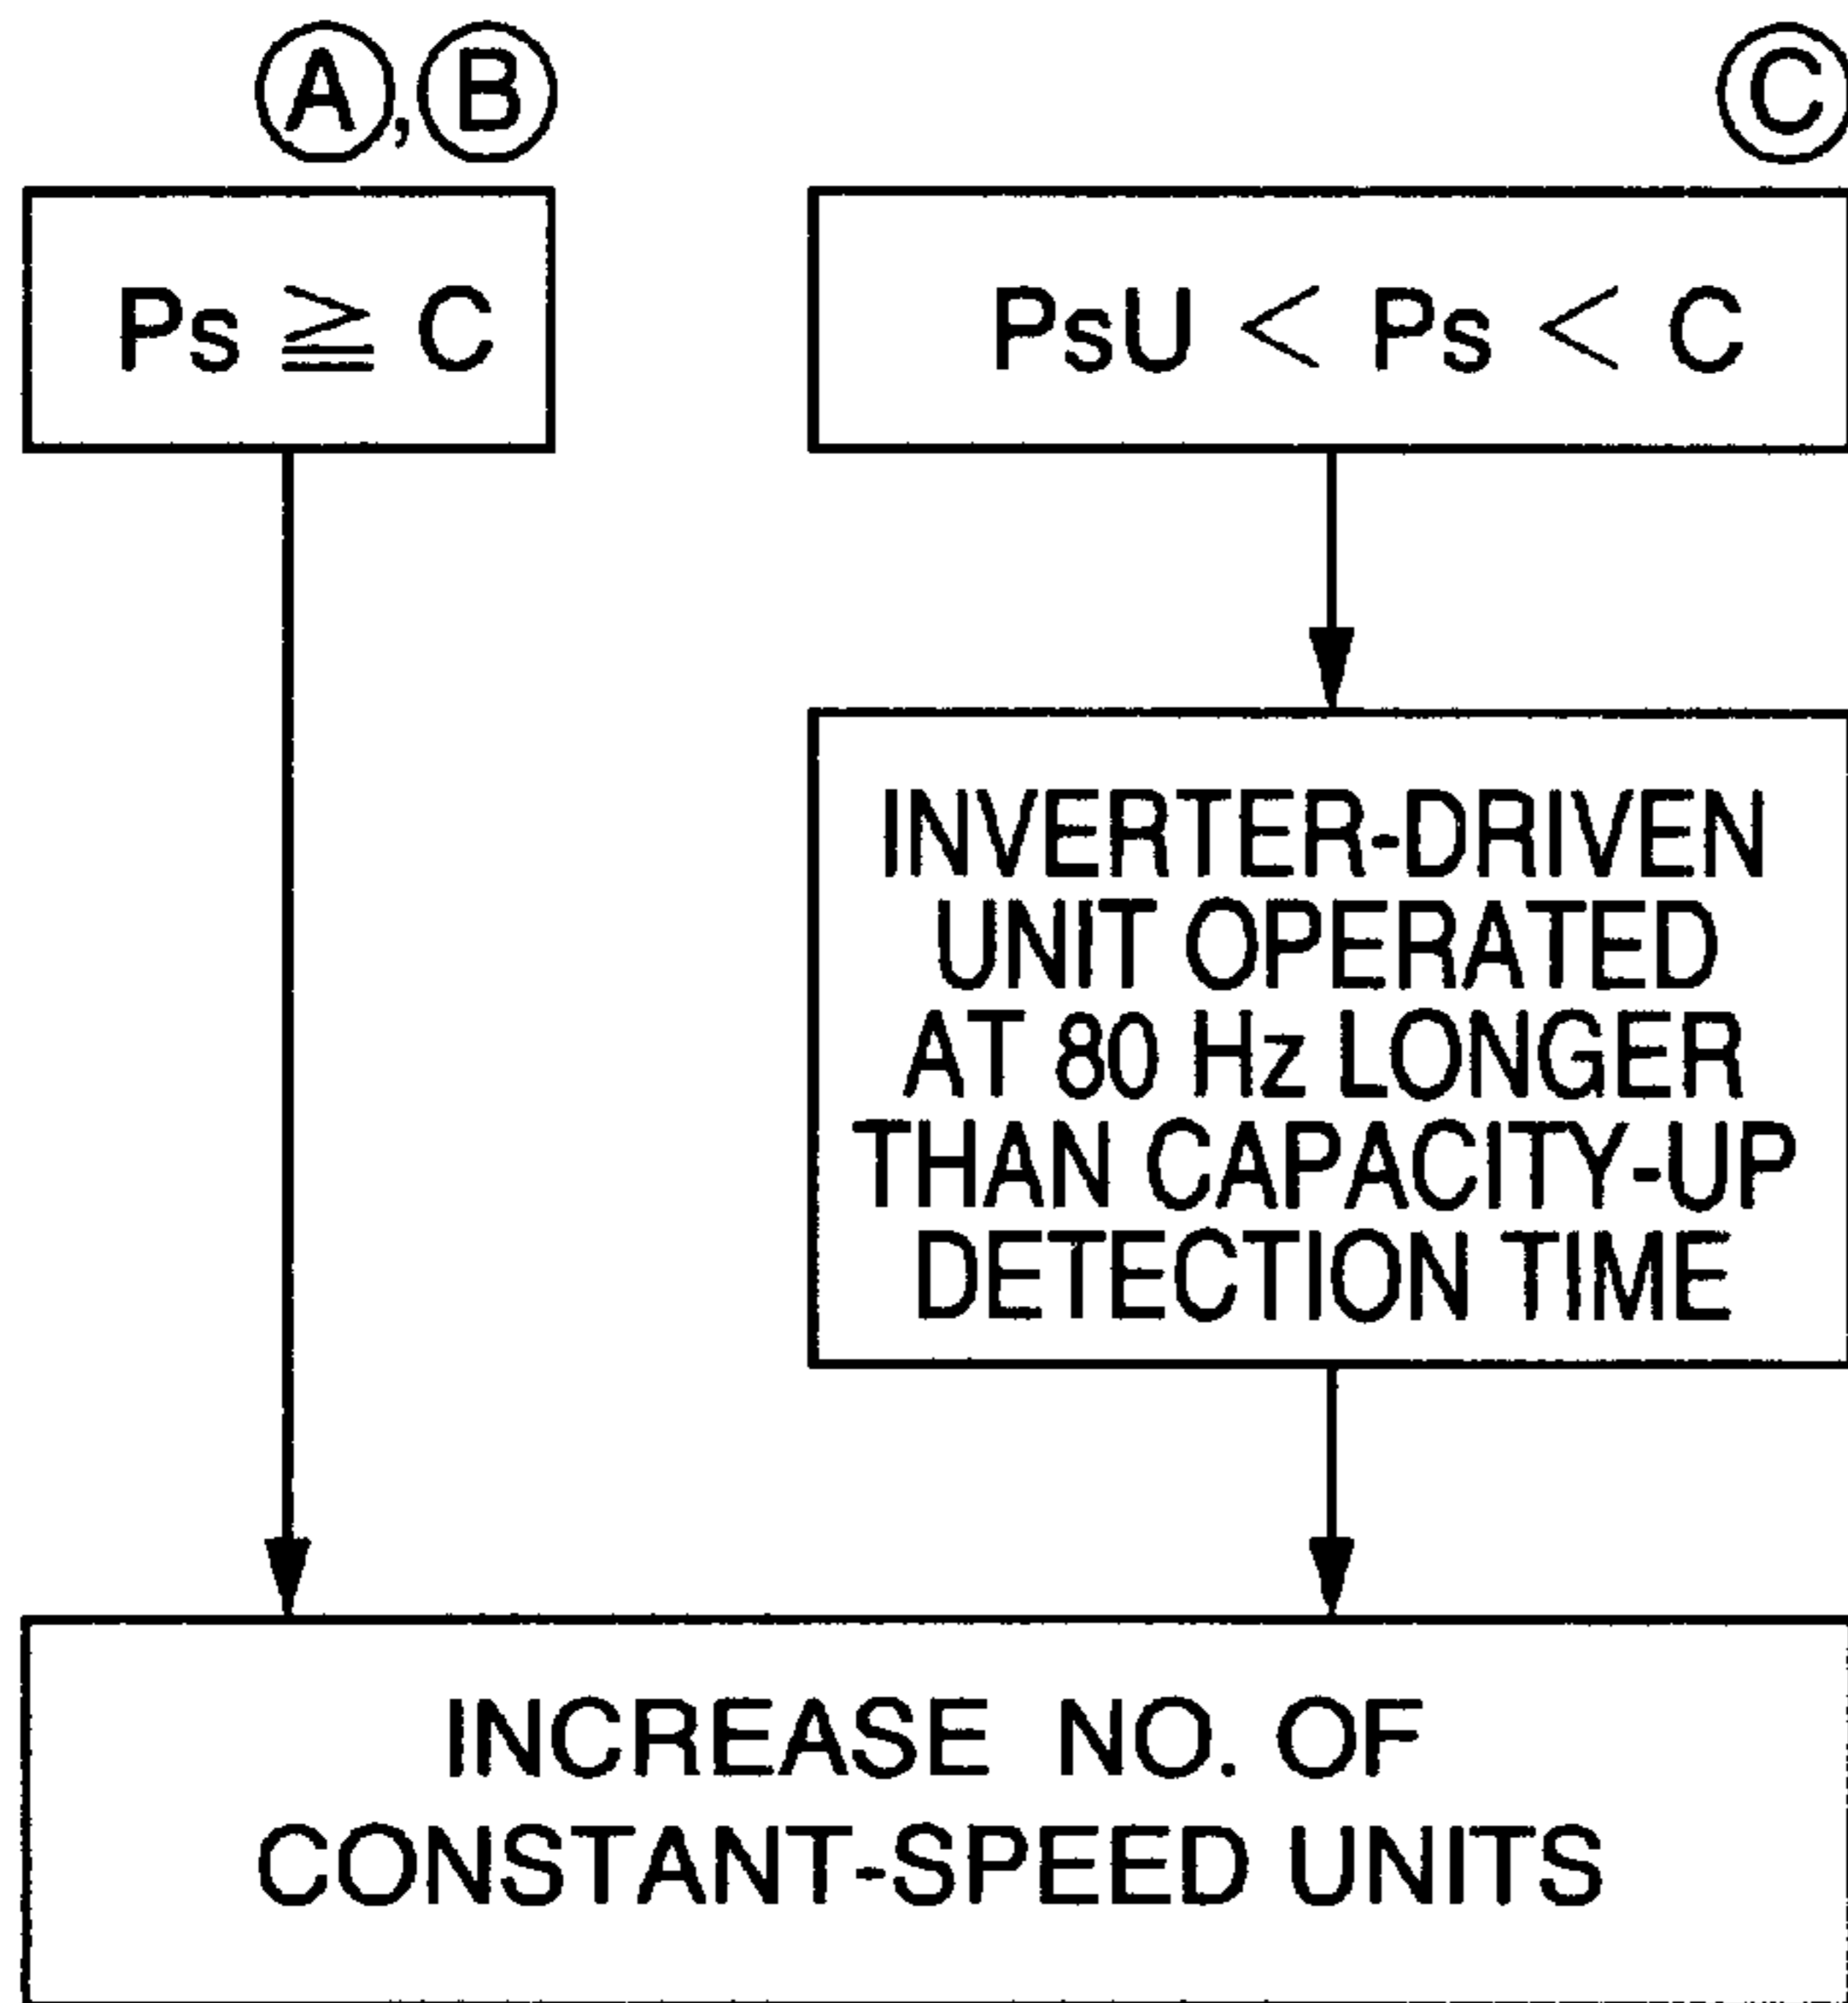 Ⓐ, Ⓑ
Ⓒ
Ps ≧ C
PsU < Ps < C
INVERTER-DRIVEN
UNIT OPERATED
AT 80 Hz LONGER
THAN CAPACITY-UP
DETECTION TIME
INCREASE NO. OF
CONSTANT-SPEED UNITS